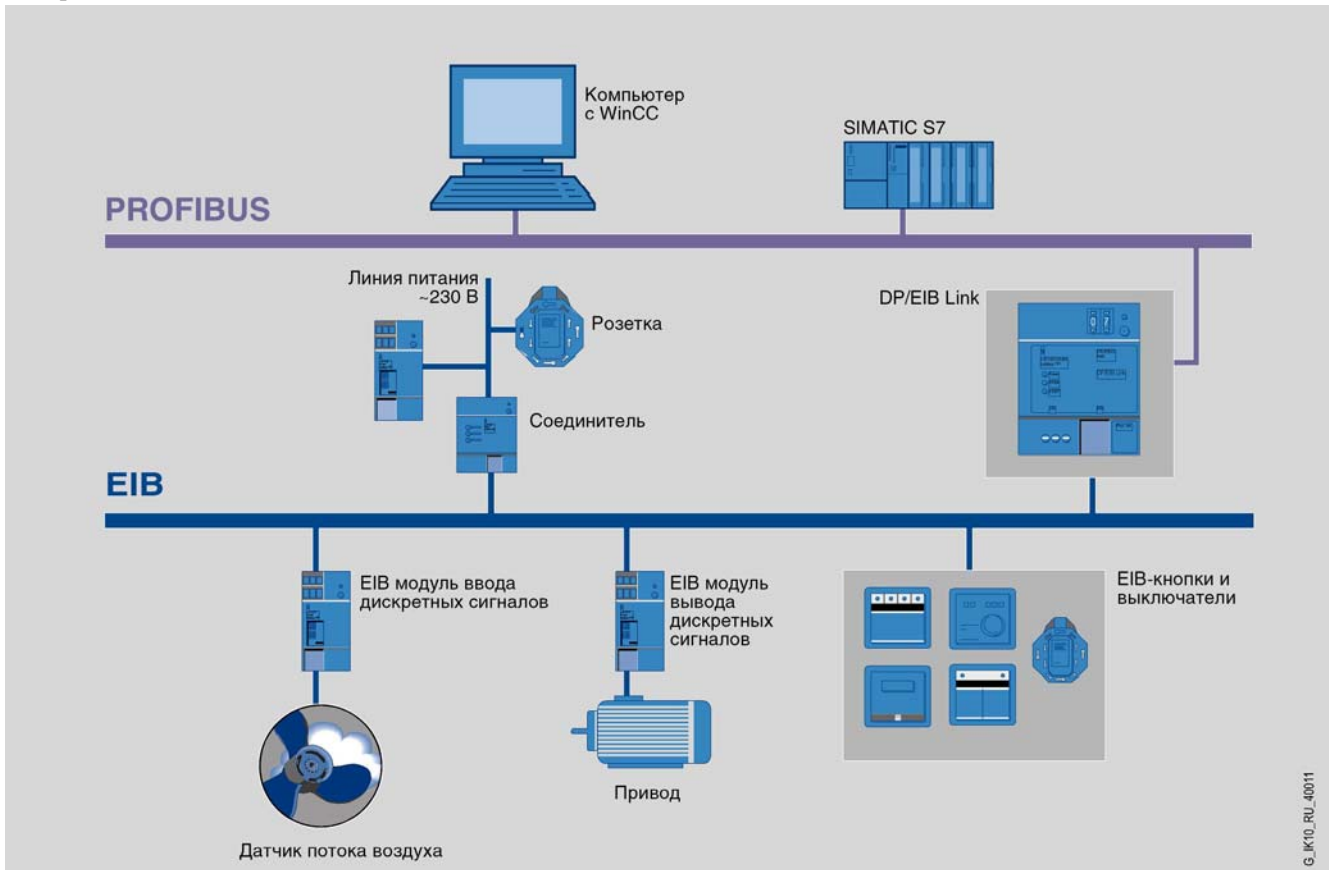 Компьютер
с WinCC
SIMATIC S7
PROFIBUS
Линия питания
~230 В
Розетка
DP/EIB Link
Соединитель
EIB
EIB модуль ввода
дискретных сигналов
EIB модуль
вывода
дискретных
сигналов
EIB-кнопки и
выключатели
Привод
Датчик потока воздуха
G_IK10_RU_40011